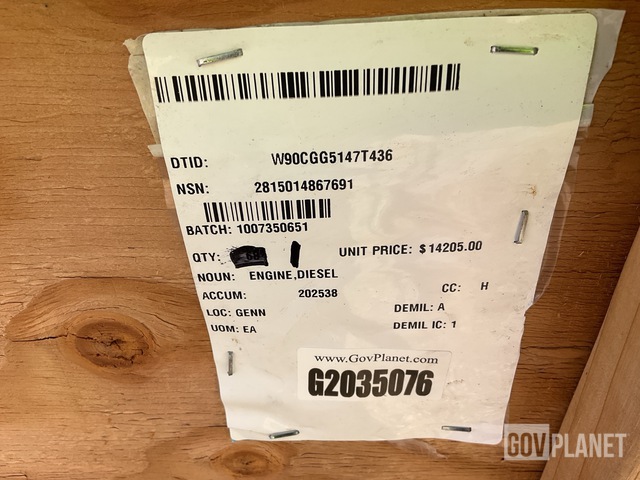 DTID: W90CGG5147T436
NSN: 2815014867691
BATCH: 1007350651
QTY: 1 UNIT PRICE: $14205.00
NOUN: ENGINE,DIESEL
ACCUM: 202538 CC: H
LOC: GENN DEMIL: A
UOM: EA DEMIL IC: 1
www.GovPlanet.com
G2035076
GOVPLANET